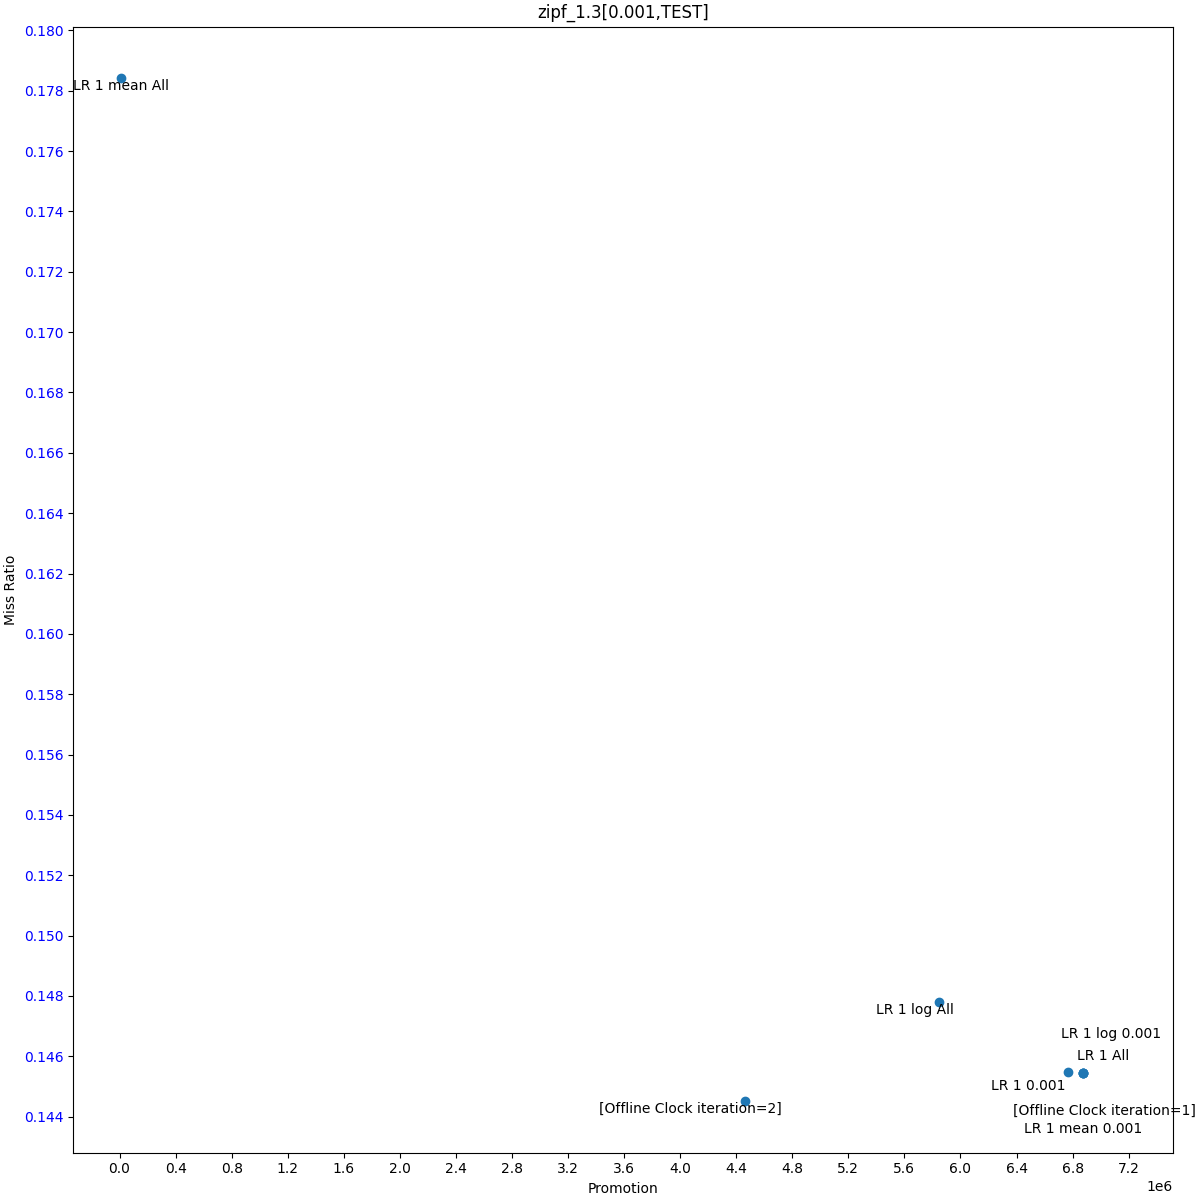 zipf_1.3[0.001,TEST]
0.180
LR 1 mean All
0.178
0.176
0.174
0.172
0.170
0.168
0.166
0.164
0.162
Miss Ratio
0.160
0.158
0.156
0.154
0.152
0.150
0.148
LR 1 log All
LR 1 log 0.001
0.146
LR 1 All
LR 1 0.001
[Offline Clock iteration=2]
[Offline Clock iteration=1]
0.144
LR 1 mean 0.001
0.0 0.4 0.8 1.2 1.6 2.0 2.4 2.8 3.2 3.6 4.0 4.4 4.8 5.2 5.6 6.0 6.4 6.8 7.2
1e6
Promotion